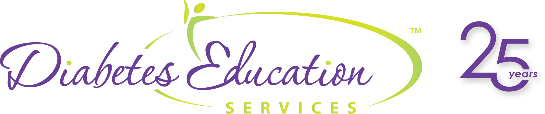 Diabetes Education™
SERVICES
25
years